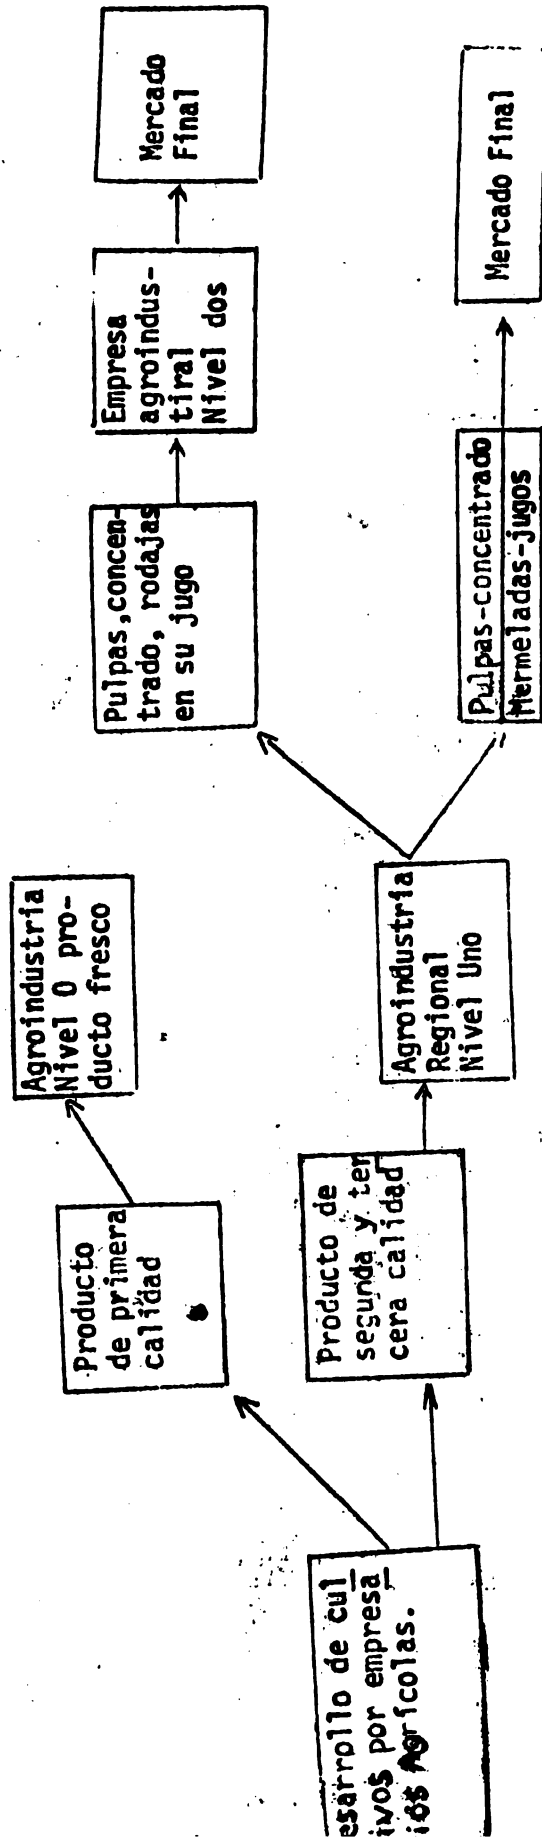 esarrollo de cul
ivos por empresa
ios Agrícolas.
Producto
de primera
calidad
Agroindustria
Nivel 0 pro-
ducto fresco
Producto de
segunda y ter
cera calidad
Agroindustria
Regional
Nivel Uno
Pulpas,concen-
trado, rodajas
en su jugo
Empresa
agroindus-
tiral
Nivel dos
Mercado
Final
Pulpas-concentrado
Mermeladas-jugos
Mercado Final